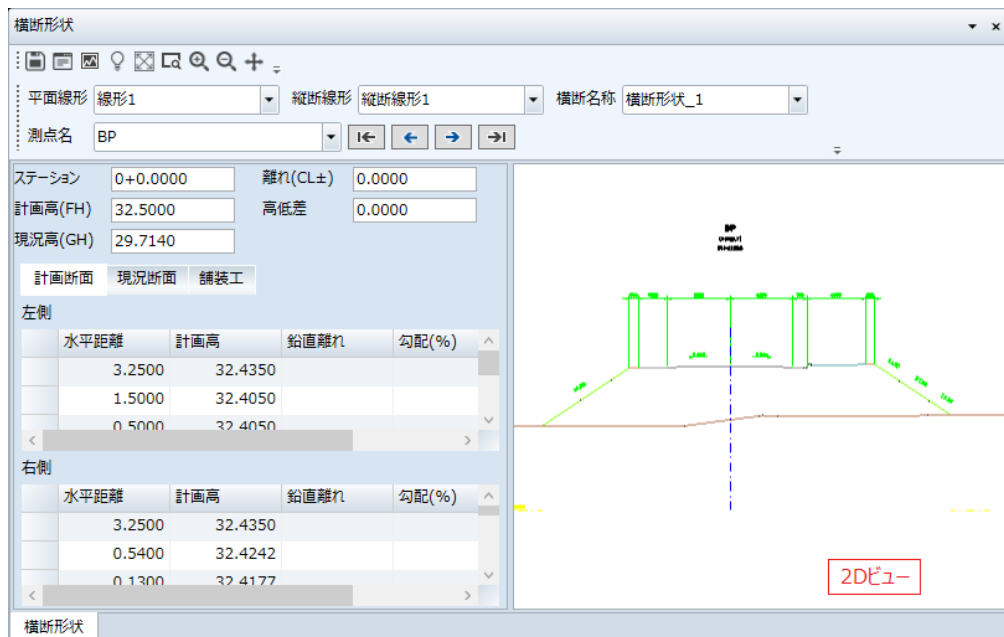 横断形状
平面線形 線形1 縦断線形 縦断線形1 横断名称 横断形状_1
測点名 BP
ステーション 0+0.0000 離れ(CL±) 0.0000
計画高(FH) 32.5000 高低差 0.0000
現況高(GH) 29.7140
計画断面 現況断面 舗装工
左側
水平距離 計画高 鉛直離れ 勾配(%)
3.2500 32.4350
1.5000 32.4050
0.5000 32.4050
右側
水平距離 計画高 鉛直離れ 勾配(%)
3.2500 32.4350
0.5400 32.4242
0.1300 32.4177
BP
2Dビュー
横断形状